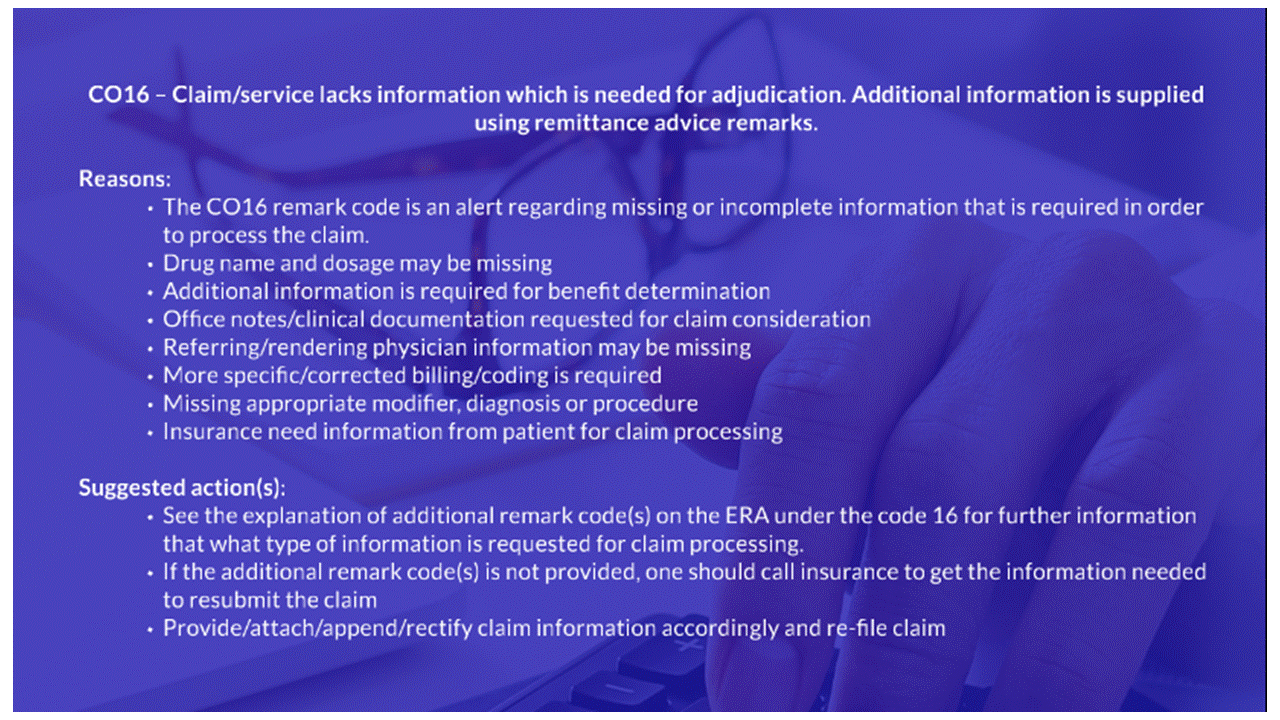 CO16 – Claim/service lacks information which is needed for adjudication. Additional information is supplied
using remittance advice remarks.
Reasons:
• The CO16 remark code is an alert regarding missing or incomplete information that is required in order
to process the claim.
• Drug name and dosage may be missing
• Additional information is required for benefit determination
• Office notes/clinical documentation requested for claim consideration
• Referring/rendering physician information may be missing
• More specific/corrected billing/coding is required
• Missing appropriate modifier, diagnosis or procedure
• Insurance need information from patient for claim processing
Suggested action(s):
• See the explanation of additional remark code(s) on the ERA under the code 16 for further information
that what type of information is requested for claim processing.
• If the additional remark code(s) is not provided, one should call insurance to get the information needed
to resubmit the claim
• Provide/attach/append/rectify claim information accordingly and re-file claim